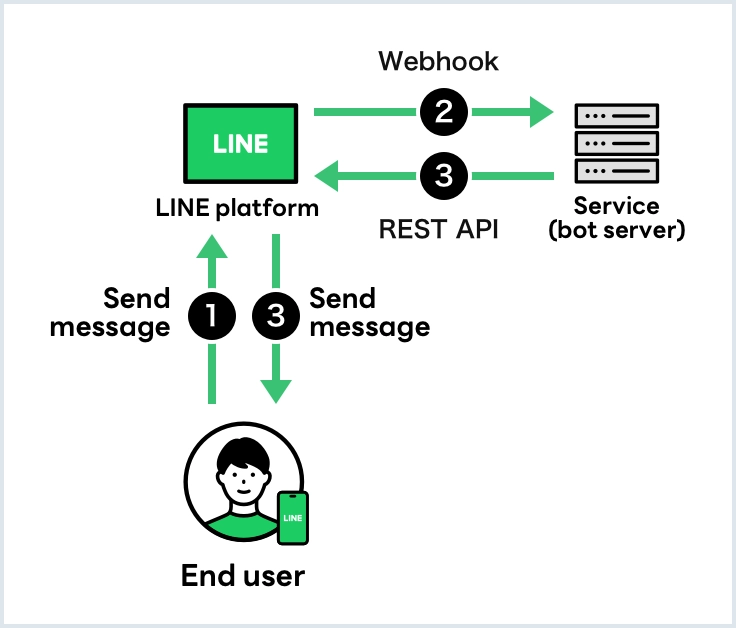 Webhook
2
LINE
3
LINE platform
REST API
Service
(bot server)
Send
message
1
3
Send
message
LINE
End user